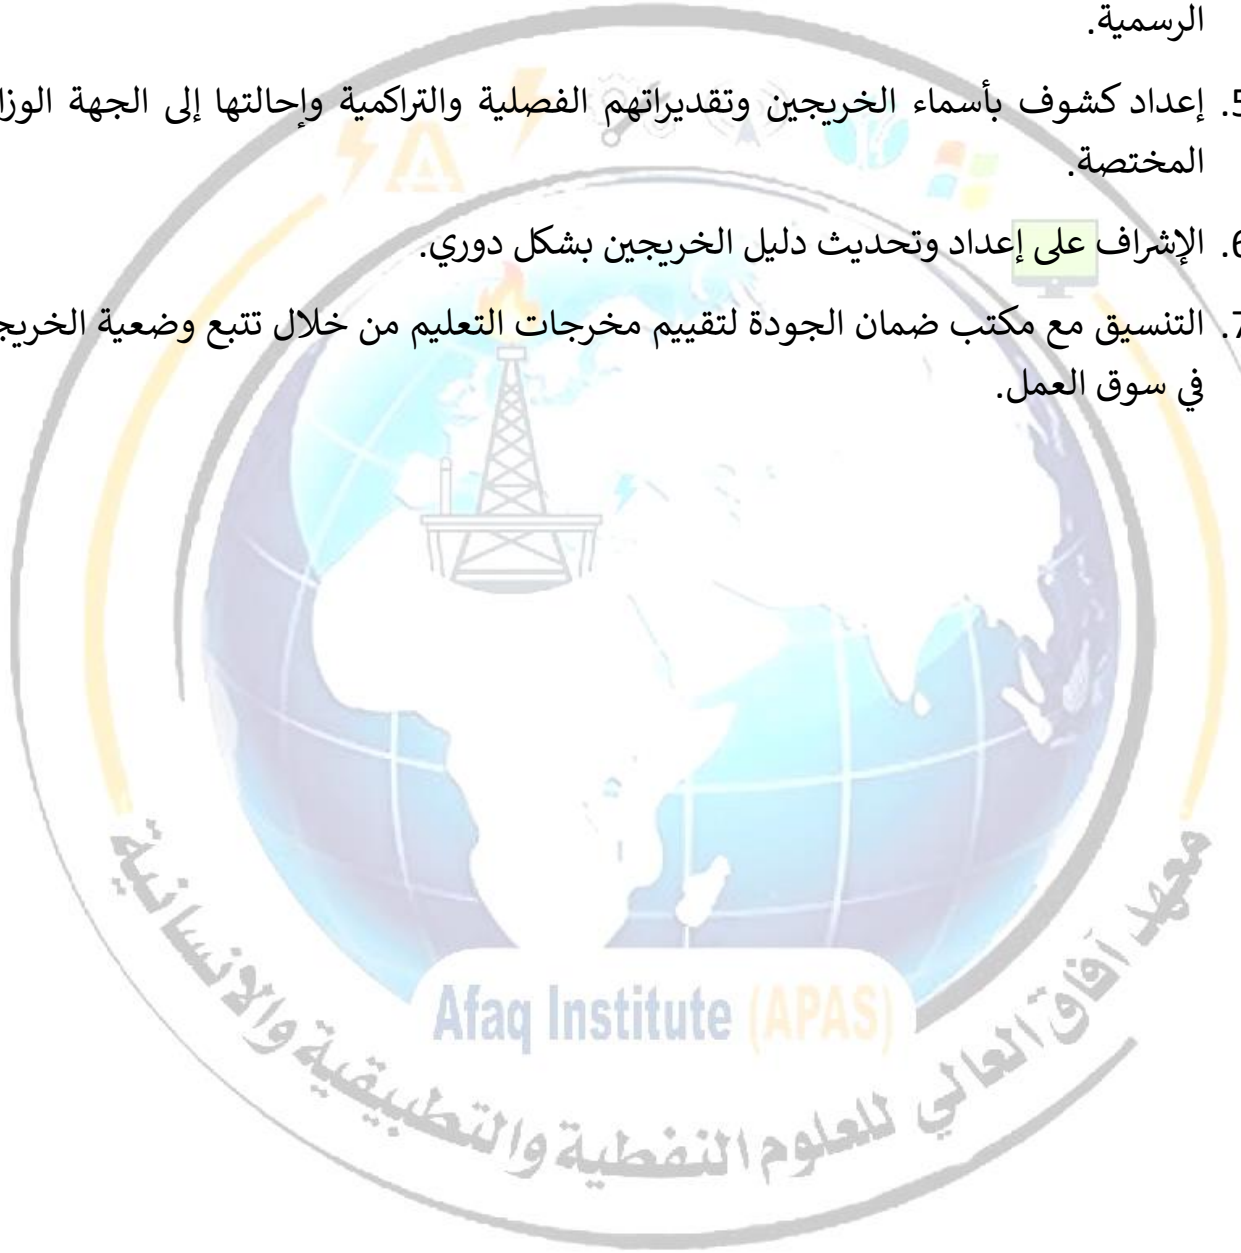 الرسمية.
5. إعداد كشوف بأسماء الخريجين وتقديراتهم الفصلية والتراكمية وإحالتها إلى الجهة الوزا
المختصة.
6. الإشراف على إعداد وتحديث دليل الخريجين بشكل دوري.
7. التنسيق مع مكتب ضمان الجودة لتقييم مخرجات التعليم من خلال تتبع وضعية الخريج
في سوق العمل.
Afaq Institute (APAS)
معهد آفاق العالي للعلوم النفطية والتطبيقية والانسانية